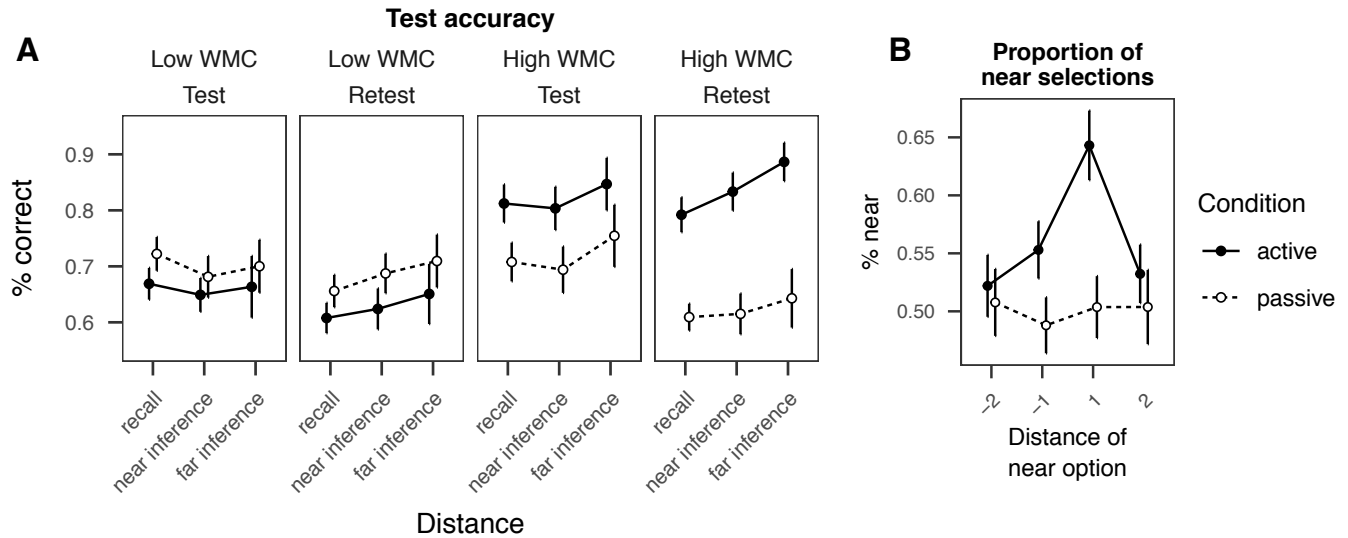 Test accuracy
A
Low WMC
Test
Low WMC
Retest
High WMC
Test
High WMC
Retest
% correct
0.9
0.8
0.7
0.6
recall
near inference
far inference
recall
near inference
far inference
recall
near inference
far inference
recall
near inference
far inference
Distance
B
Proportion of
near selections
% near
0.65
0.60
0.55
0.50
−2
−1
1
2
Distance of
near option
Condition
active
passive